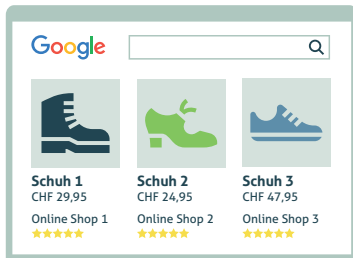 Google
Schuh 1
CHF 29,95
Online Shop 1
Schuh 2
CHF 24,95
Online Shop 2
Schuh 3
CHF 47,95
Online Shop 3